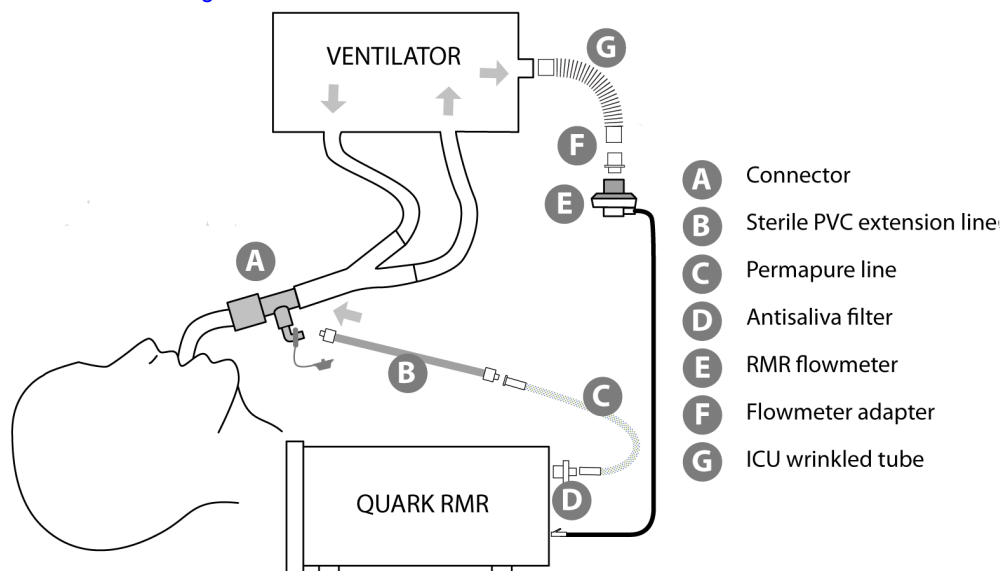 VENTILATOR
G
F
E
A
B
C
D
QUARK RMR
A Connector
B Sterile PVC extension line
C Permapure line
D Antisaliva filter
E RMR flowmeter
F Flowmeter adapter
G ICU wrinkled tube